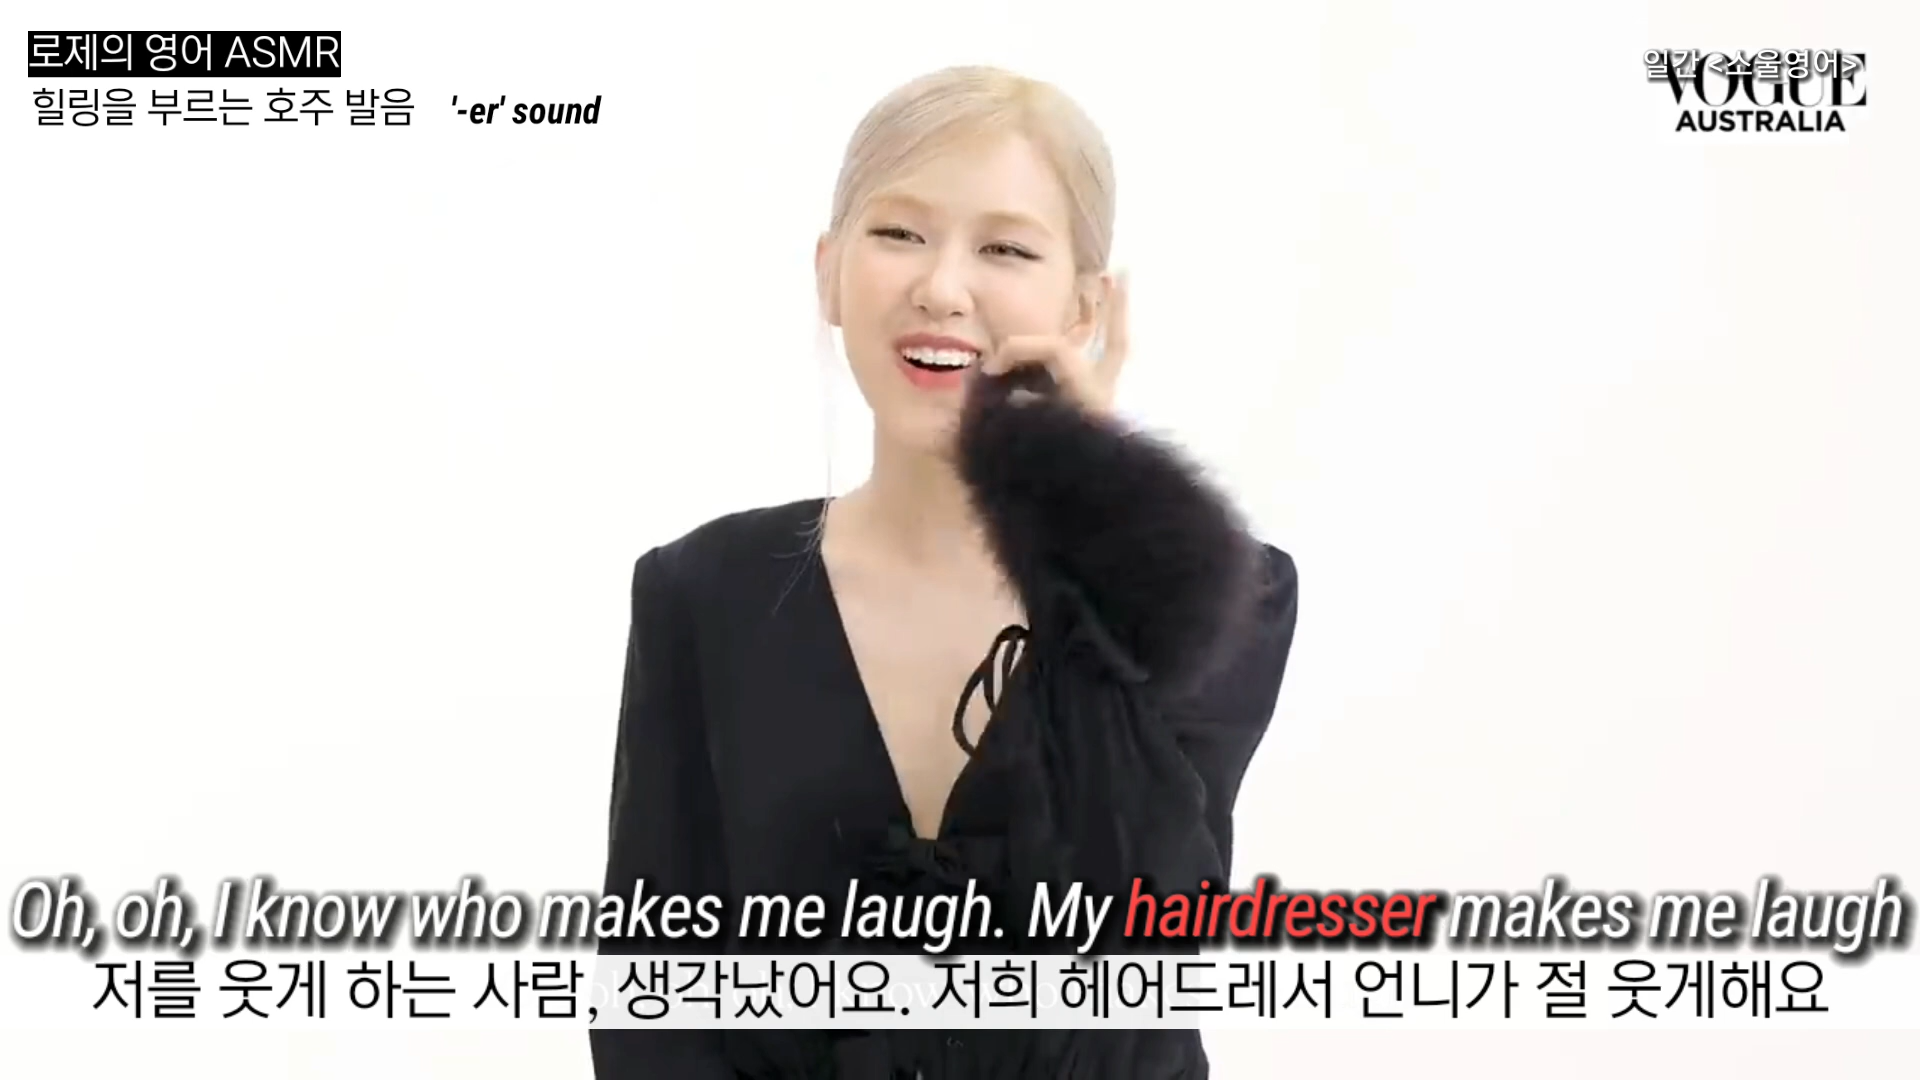 로제의 영어 ASMR
힐링을 부르는 호주 발음 '-er' sound
일간 <소울영어>
VOGUE
AUSTRALIA
Oh, oh, I know who makes me laugh. My hairdresser makes me laugh
저를 웃게 하는 사람, 생각났어요. 저희 헤어드레서 언니가 절 웃게해요